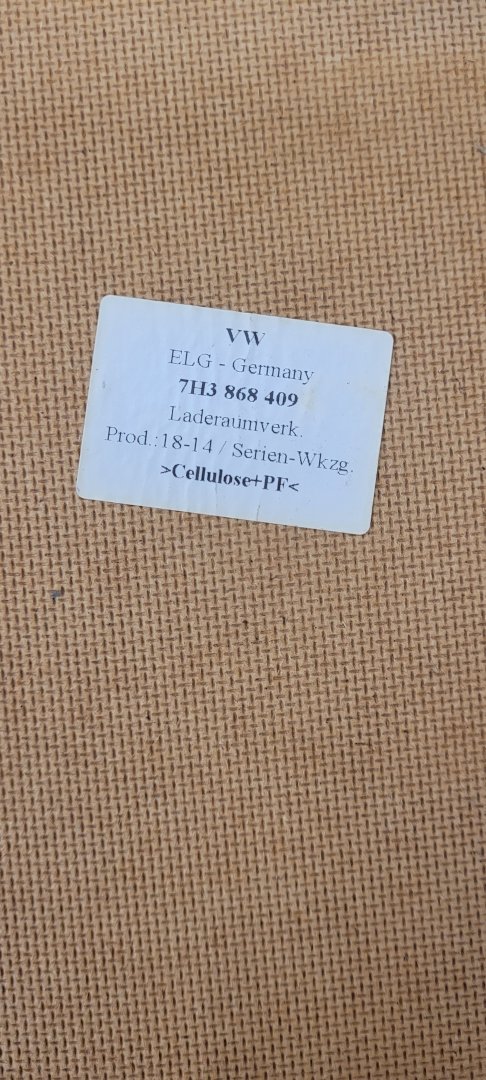 VW
ELG - Germany
7H3 868 409
Laderaumverk.
Prod.:18-14 / Serien-Wkzg.
>Cellulose+PF<